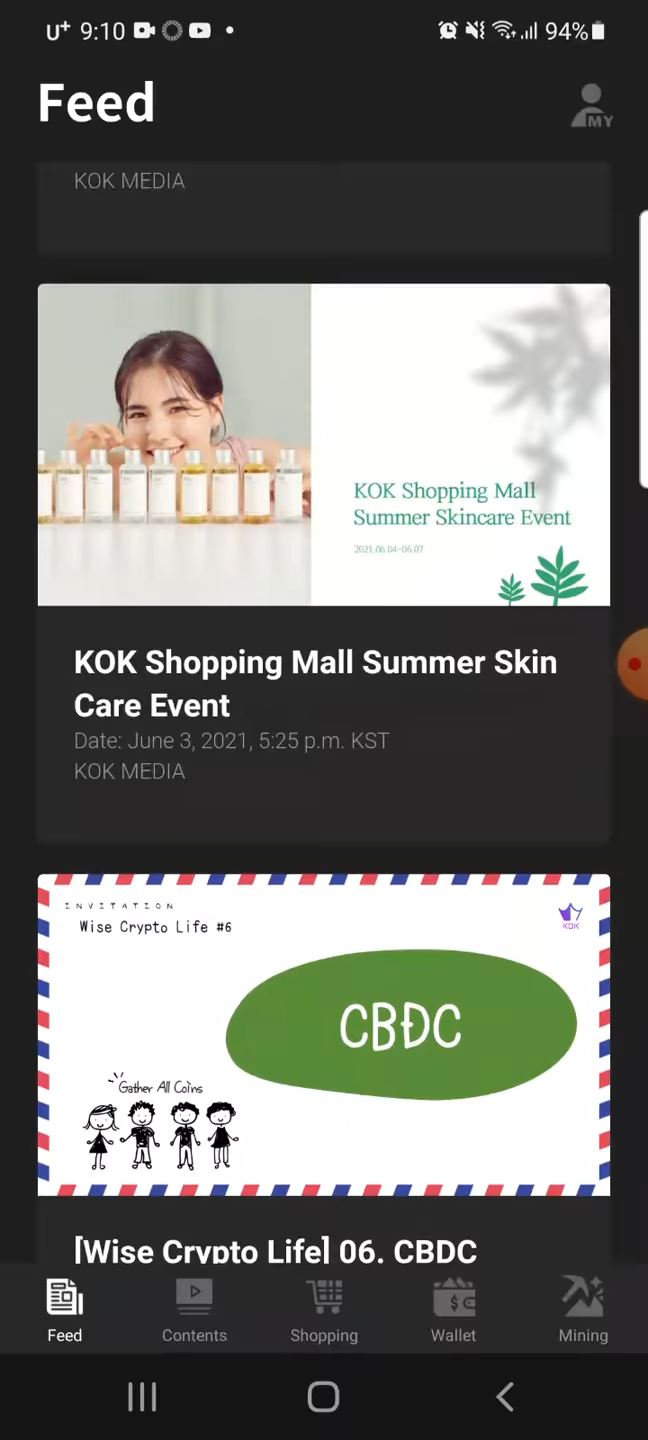 U+ 9:10
94%
Feed
MY
KOK MEDIA
KOK Shopping Mall
Summer Skincare Event
2021.06.04-06.07
KOK Shopping Mall Summer Skin
Care Event
Date: June 3, 2021, 5:25 p.m. KST
KOK MEDIA
INVITATION
Wise Crypto Life #6
KOK
CBĐC
Gather All Coins
[Wise Crypto Life] 06. CBDC
Feed
Contents
Shopping
Wallet
Mining